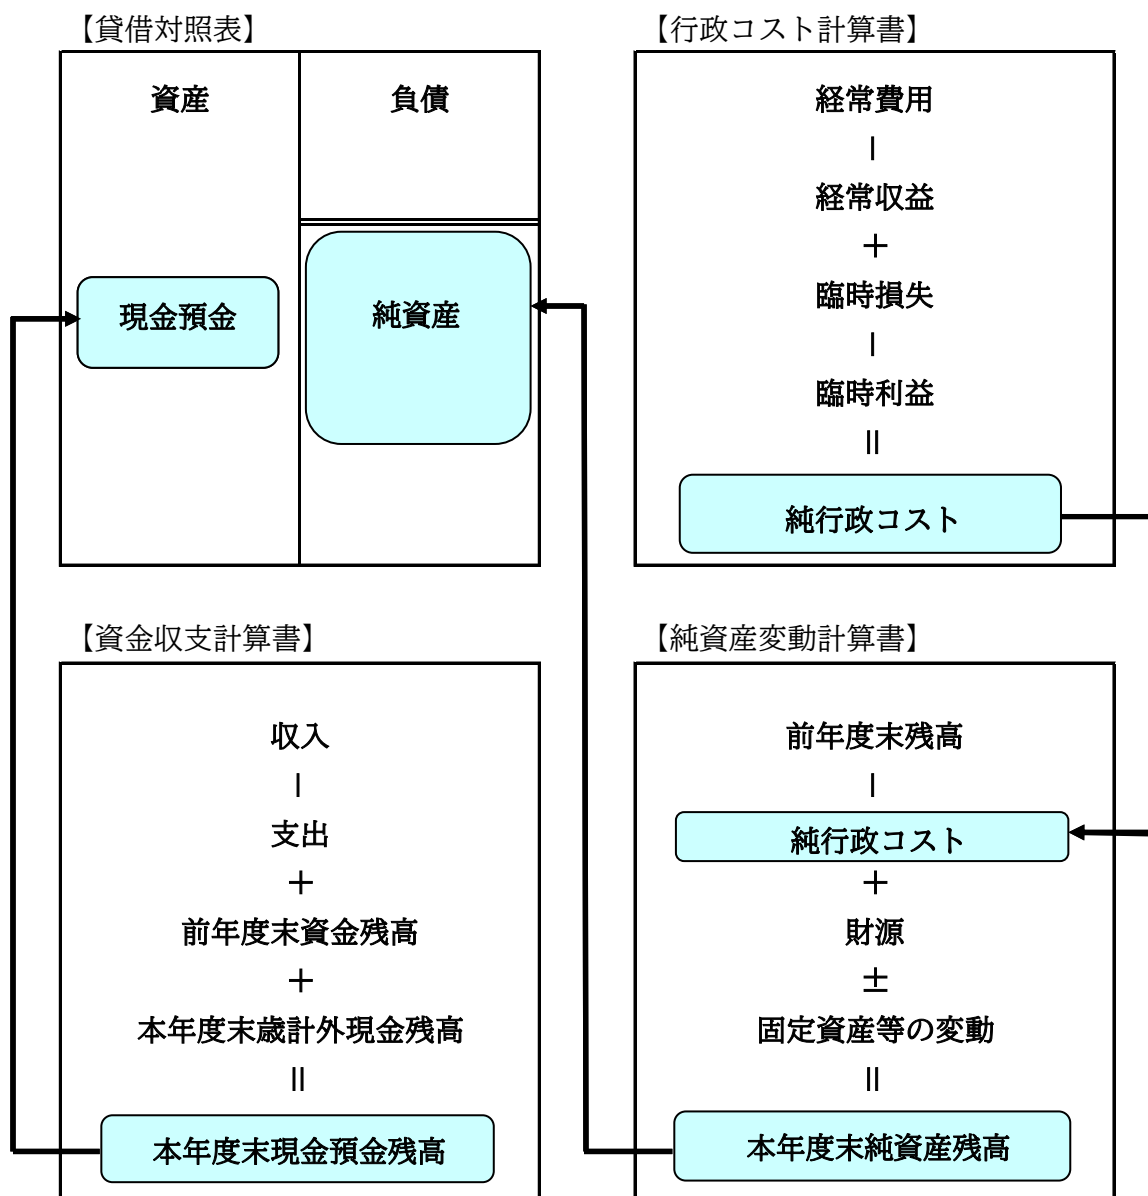 【貸借対照表】
資産
負債
現金預金
純資産
【行政コスト計算書】
経常費用
－
経常収益
＋
臨時損失
－
臨時利益
＝
純行政コスト
【資金収支計算書】
収入
－
支出
＋
前年度末資金残高
＋
本年度末歳計外現金残高
＝
本年度末現金預金残高
【純資産変動計算書】
前年度末残高
－
純行政コスト
＋
財源
±
固定資産等の変動
＝
本年度末純資産残高